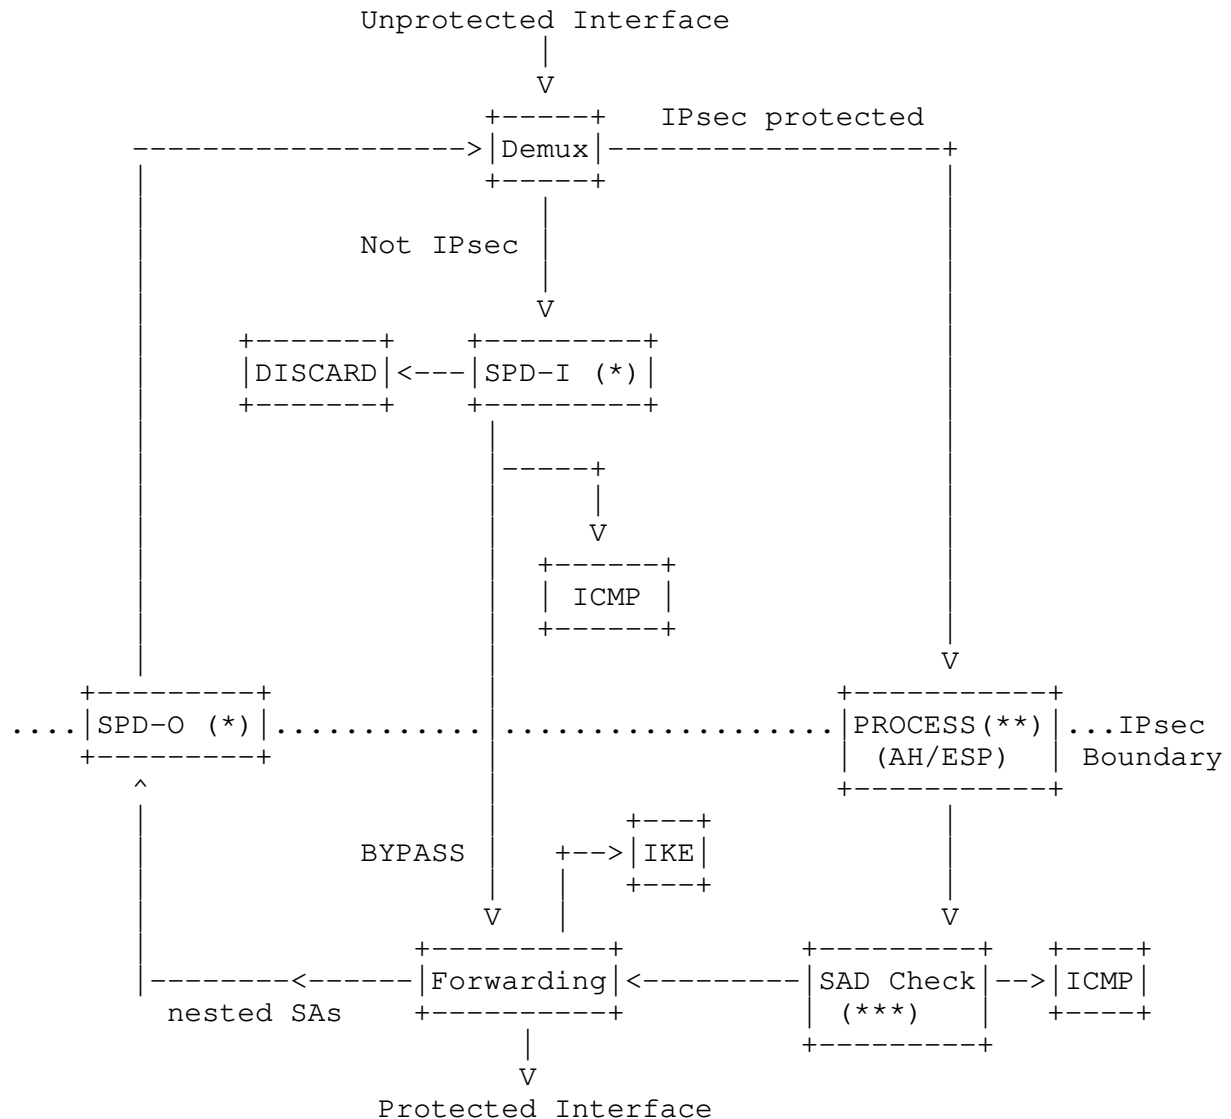 Unprotected Interface
IPsec protected
Demux
Not IPsec
DISCARD
SPD-I (*)
ICMP
SPD-O (*)
PROCESS(**)
...IPsec
(AH/ESP)
Boundary
BYPASS
IKE
Forwarding
SAD Check
ICMP
nested SAs
(***)
Protected Interface